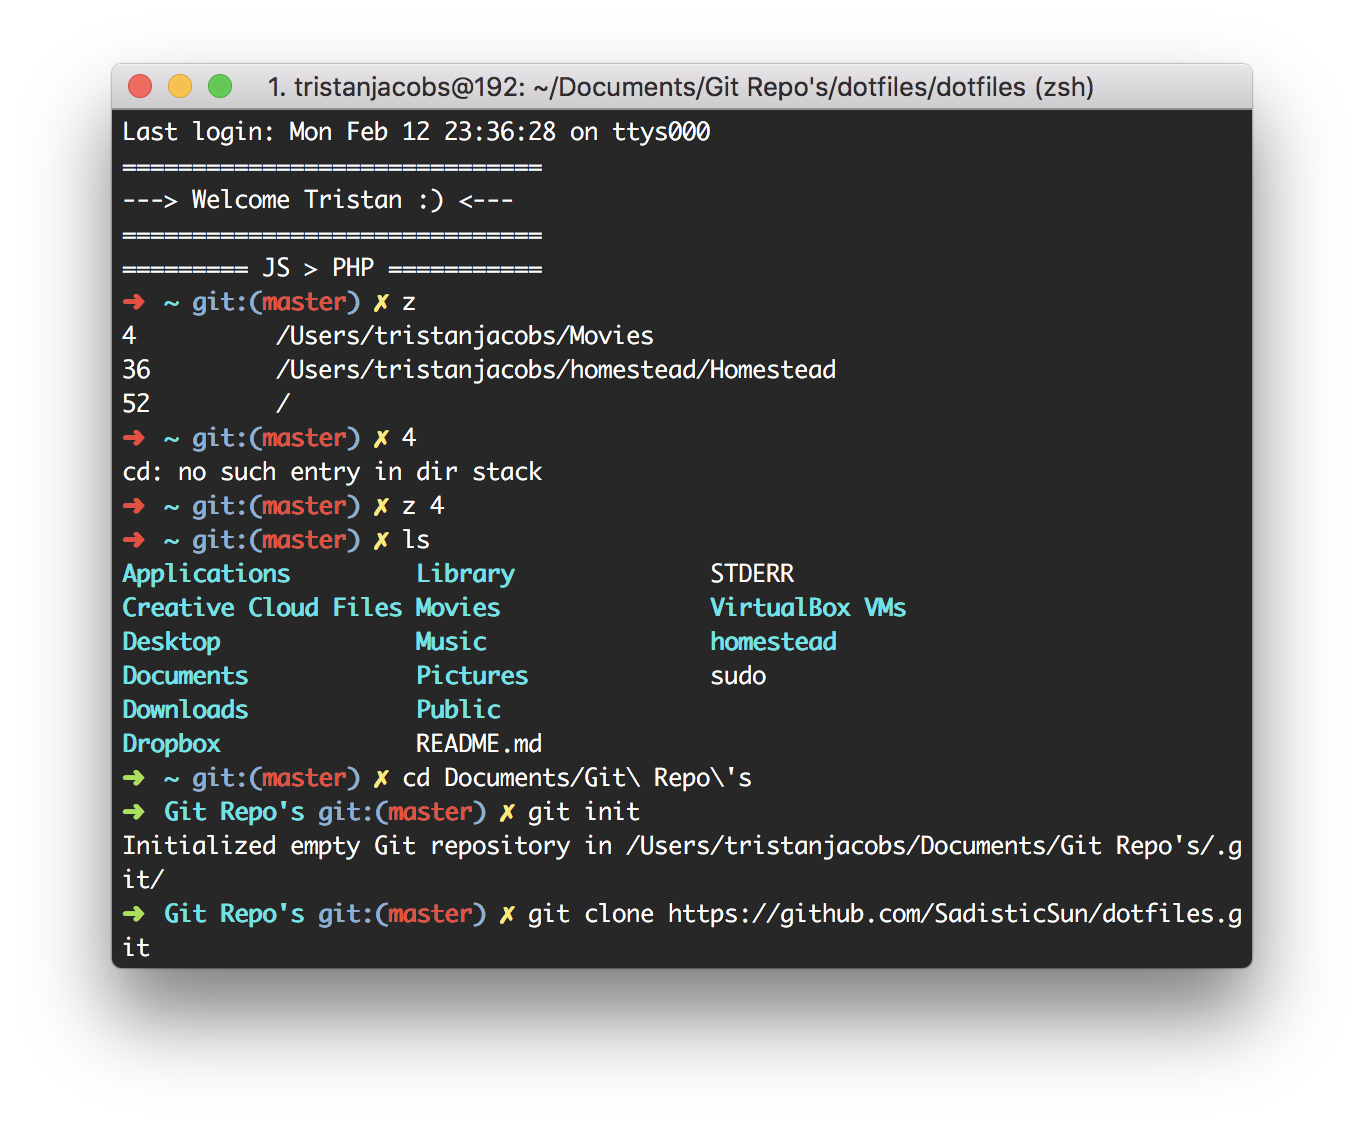 1. tristanjacobs@192: ~/Documents/Git Repo's/dotfiles/dotfiles (zsh)
Last login: Mon Feb 12 23:36:28 on ttys000
==============================
---> Welcome Tristan :) <---
==============================
========= JS > PHP ===========
➜  ~ git:(master) ✗ z
4          /Users/tristanjacobs/Movies
36         /Users/tristanjacobs/homestead/Homestead
52         /
➜  ~ git:(master) ✗ 4
cd: no such entry in dir stack
➜  ~ git:(master) ✗ z 4
➜  ~ git:(master) ✗ ls
Applications         Library              STDERR
Creative Cloud Files Movies               VirtualBox VMs
Desktop              Music                homestead
Documents            Pictures             sudo
Downloads            Public
Dropbox              README.md
➜  ~ git:(master) ✗ cd Documents/Git\ Repo\'s
➜  Git Repo's git:(master) ✗ git init
Initialized empty Git repository in /Users/tristanjacobs/Documents/Git Repo's/.g
it/
➜  Git Repo's git:(master) ✗ git clone https://github.com/SadisticSun/dotfiles.g
it